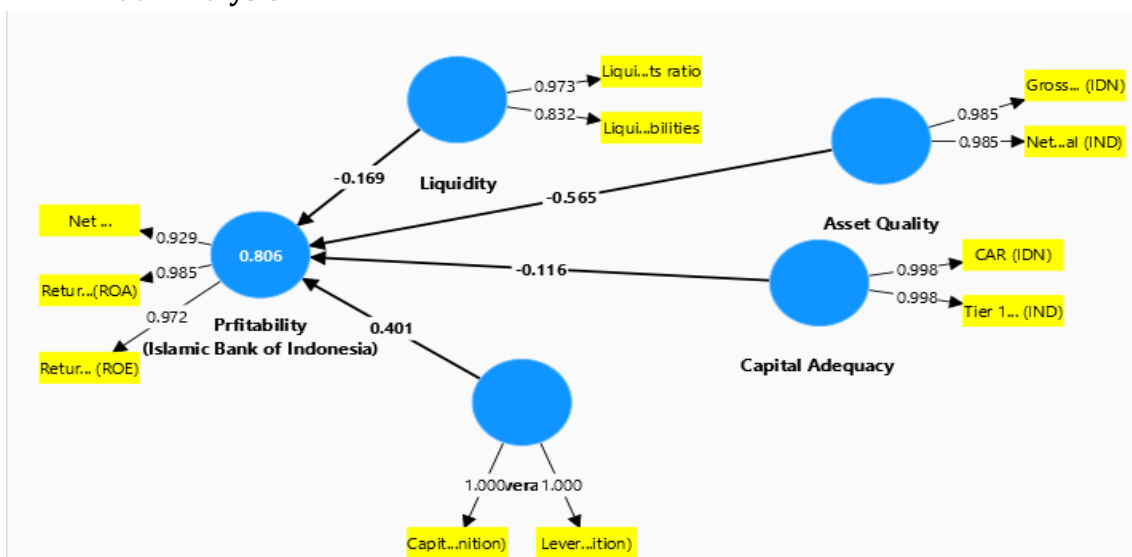 Liqui...ts ratio
0.973
Liqui...bilities
0.832
Liquidity
-0.169
Gross... (IDN)
0.985
Net...al (IND)
0.985
Asset Quality
-0.565
Net ...
0.929
Retur...(ROA)
0.985
Retur... (ROE)
0.972
0.806
Prfitability
(Islamic Bank of Indonesia)
CAR (IDN)
0.998
Tier 1... (IND)
0.998
Capital Adequacy
-0.116
0.401
1.000
vera
1.000
Capit...nition)
Lever...ition)